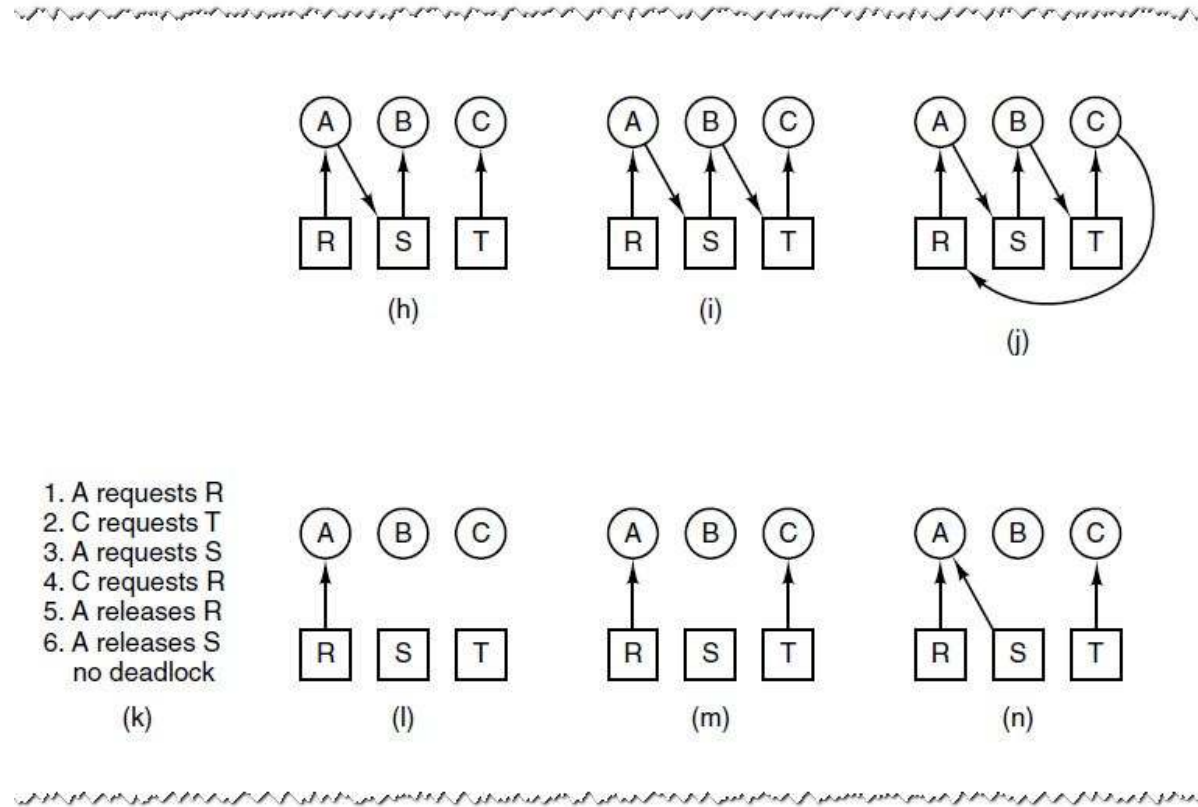 A B C A B C A B C
R S T R S T R S T
(h) (i) (j)
1. A requests R
2. C requests T
3. A requests S
4. C requests R
5. A releases R
6. A releases S
no deadlock
(k)
A B C A B C A B C
R S T R S T R S T
(l) (m) (n)